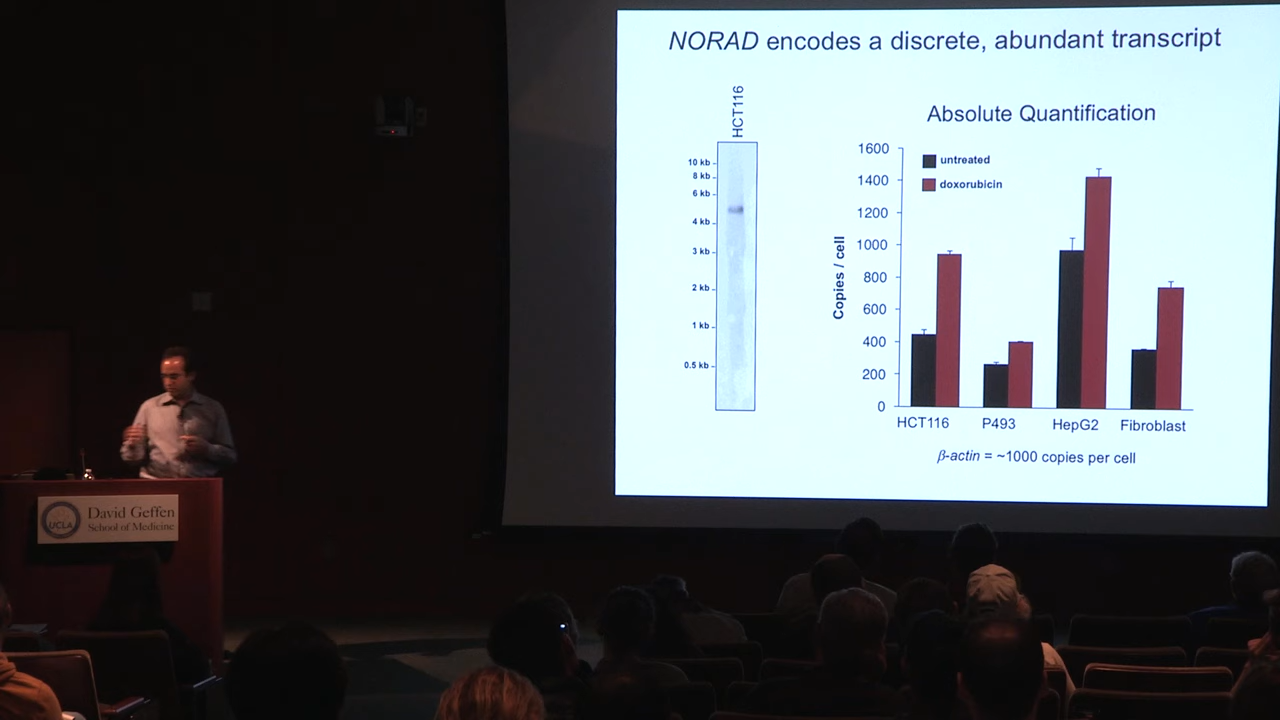 NORAD encodes a discrete, abundant transcript
HCT116
10 kb
8 kb
6 kb
4 kb
3 kb
2 kb
1 kb
0.5 kb
Absolute Quantification
Copies / cell
1600
1400
1200
1000
800
600
400
200
0
untreated
doxorubicin
HCT116 P493 HepG2 Fibroblast
β-actin = ~1000 copies per cell
UCLA
David Geffen
School of Medicine